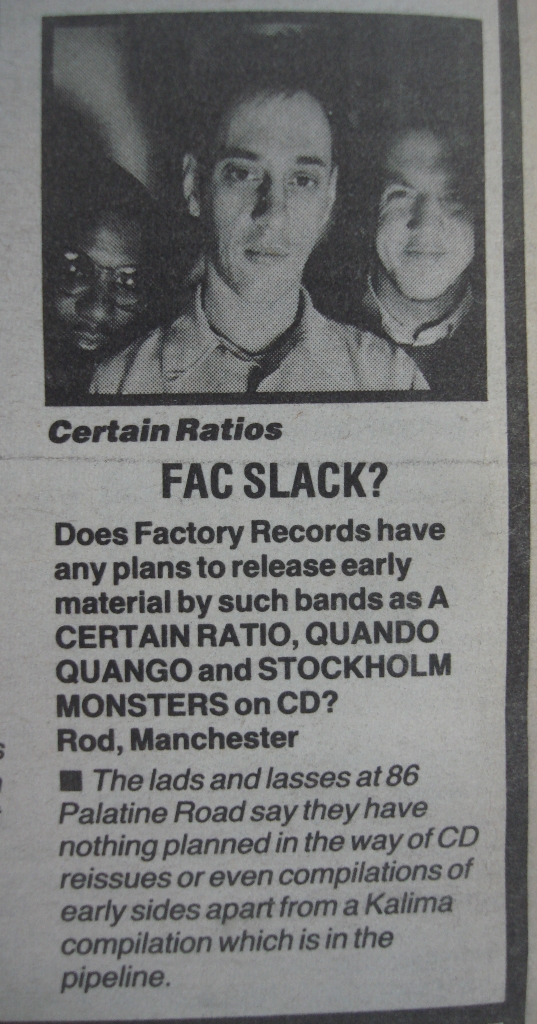 Certain Ratios
FAC SLACK?
Does Factory Records have
any plans to release early
material by such bands as A
CERTAIN RATIO, QUANDO
QUANGO and STOCKHOLM
MONSTERS on CD?
Rod, Manchester
■ The lads and lasses at 86
Palatine Road say they have
nothing planned in the way of CD
reissues or even compilations of
early sides apart from a Kalima
compilation which is in the
pipeline.